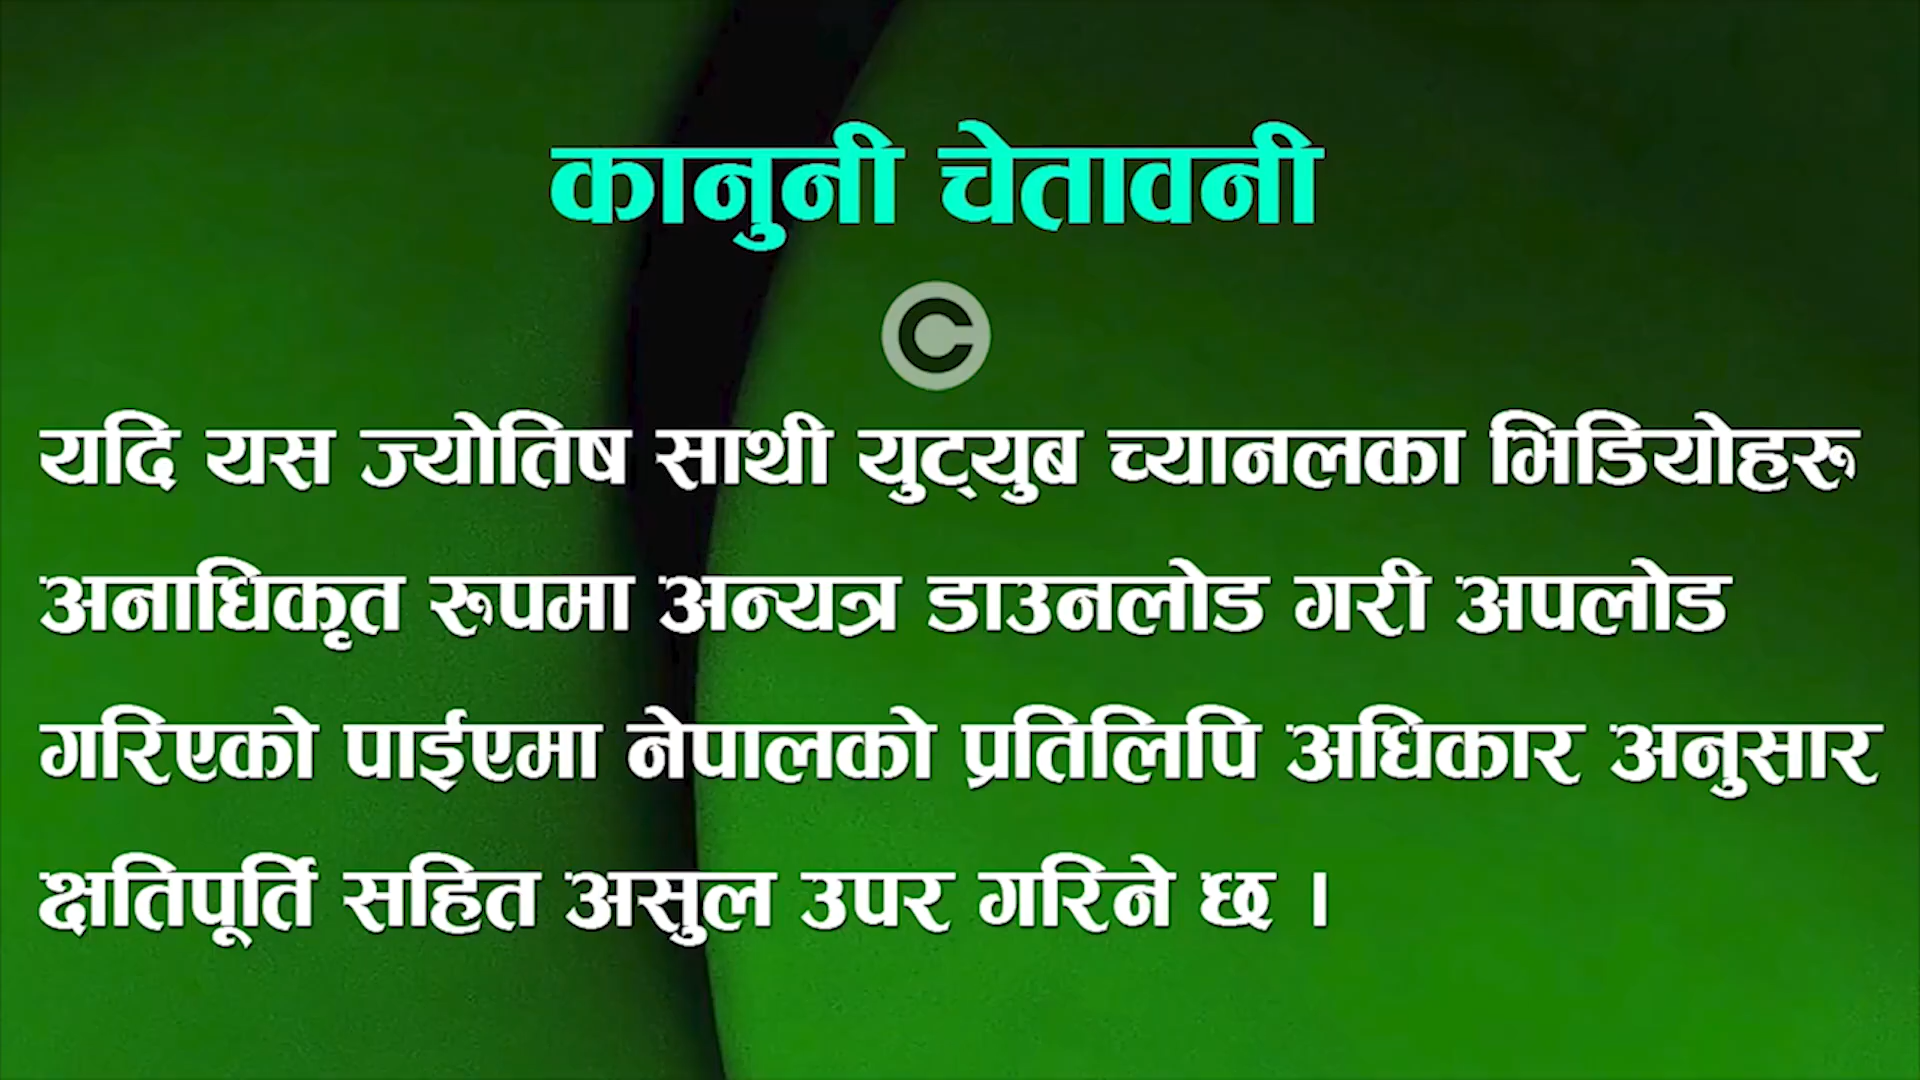 कानुनी चेतावनी
©
यदि यस ज्योतिष साथी युट्युब च्यानलका भिडियोहरू
अनाधिकृत रूपमा अन्यत्र डाउनलोड गरी अपलोड
गरिएको पाईएमा नेपालको प्रतिलिपि अधिकार अनुसार
क्षतिपूर्ति सहित असुल उपर गरिने छ ।